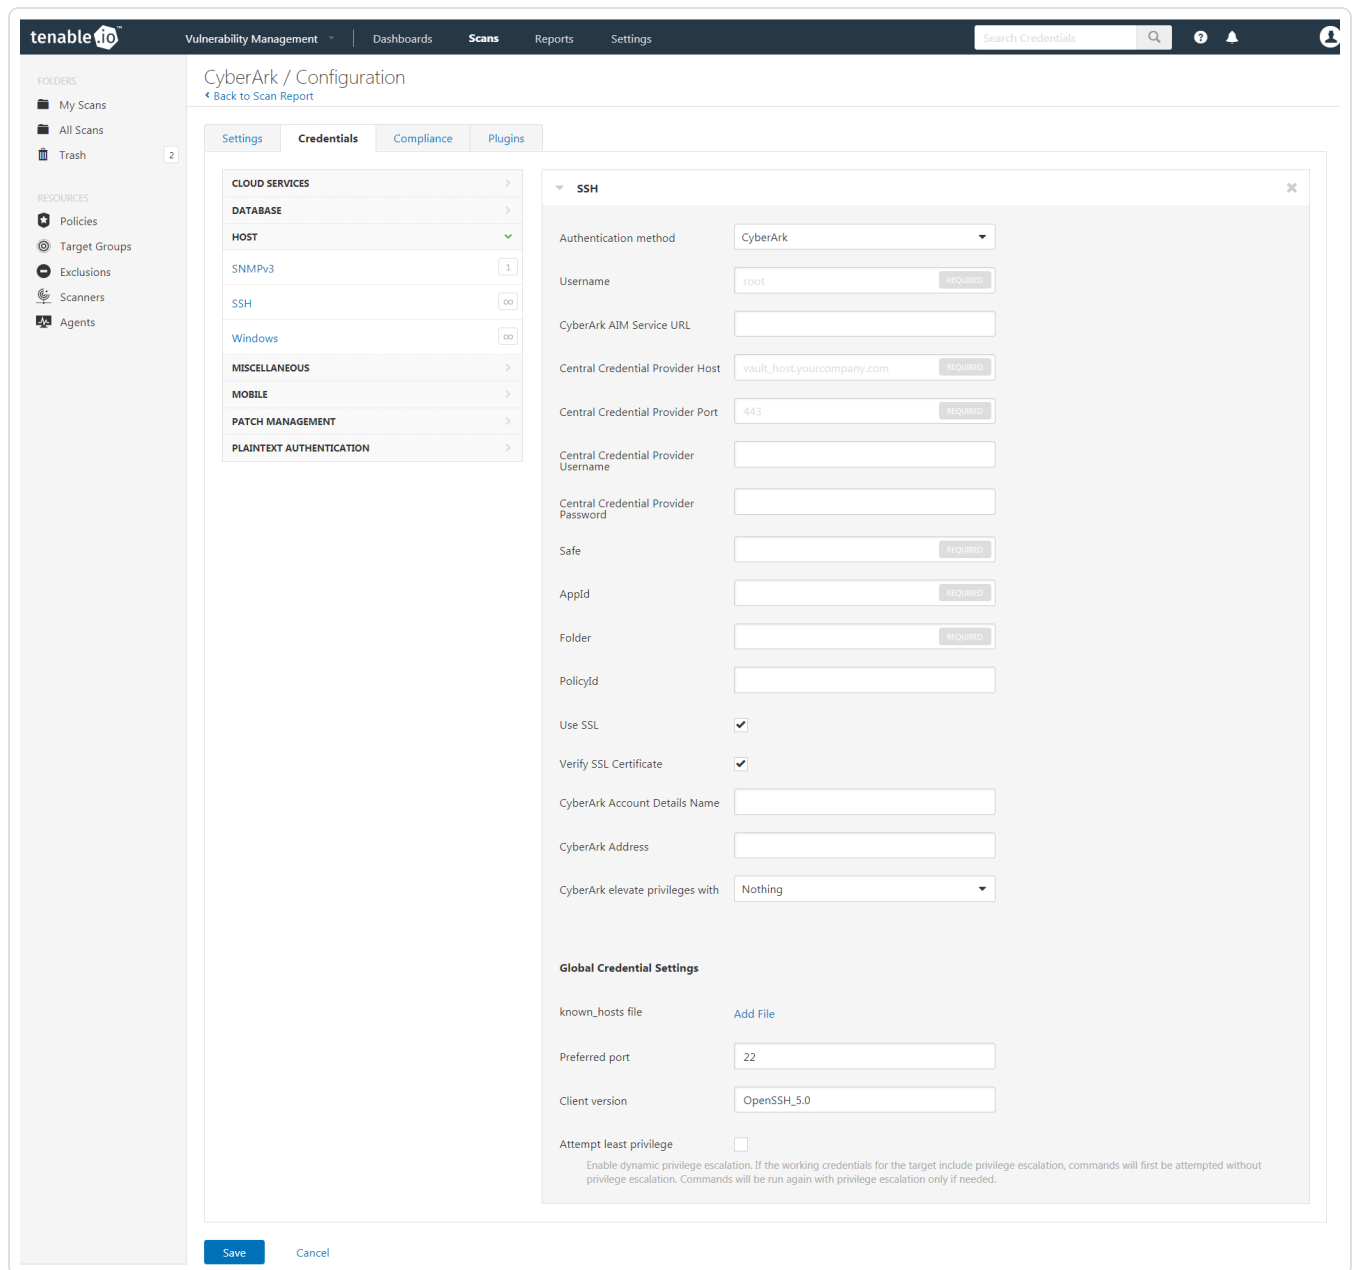 tenable.io™
Vulnerability Management
Dashboards
Scans
Reports
Settings
Search Credentials
?
FOLDERS
My Scans
All Scans
Trash
2
RESOURCES
Policies
Target Groups
Exclusions
Scanners
Agents
CyberArk / Configuration
Back to Scan Report
Settings
Credentials
Compliance
Plugins
CLOUD SERVICES
DATABASE
HOST
SNMPv3
1
SSH
∞
Windows
∞
MISCELLANEOUS
MOBILE
PATCH MANAGEMENT
PLAINTEXT AUTHENTICATION
SSH
Authentication method
CyberArk
Username
root
REQUIRED
CyberArk AIM Service URL
Central Credential Provider Host
vault_host.yourcompany.com
REQUIRED
Central Credential Provider Port
443
REQUIRED
Central Credential Provider
Username
Central Credential Provider
Password
Safe
REQUIRED
AppId
REQUIRED
Folder
REQUIRED
PolicyId
Use SSL
Verify SSL Certificate
CyberArk Account Details Name
CyberArk Address
CyberArk elevate privileges with
Nothing
Global Credential Settings
known_hosts file
Add File
Preferred port
22
Client version
OpenSSH_5.0
Attempt least privilege
Enable dynamic privilege escalation. If the working credentials for the target include privilege escalation, commands will first be attempted without
privilege escalation. Commands will be run again with privilege escalation only if needed.
Save
Cancel